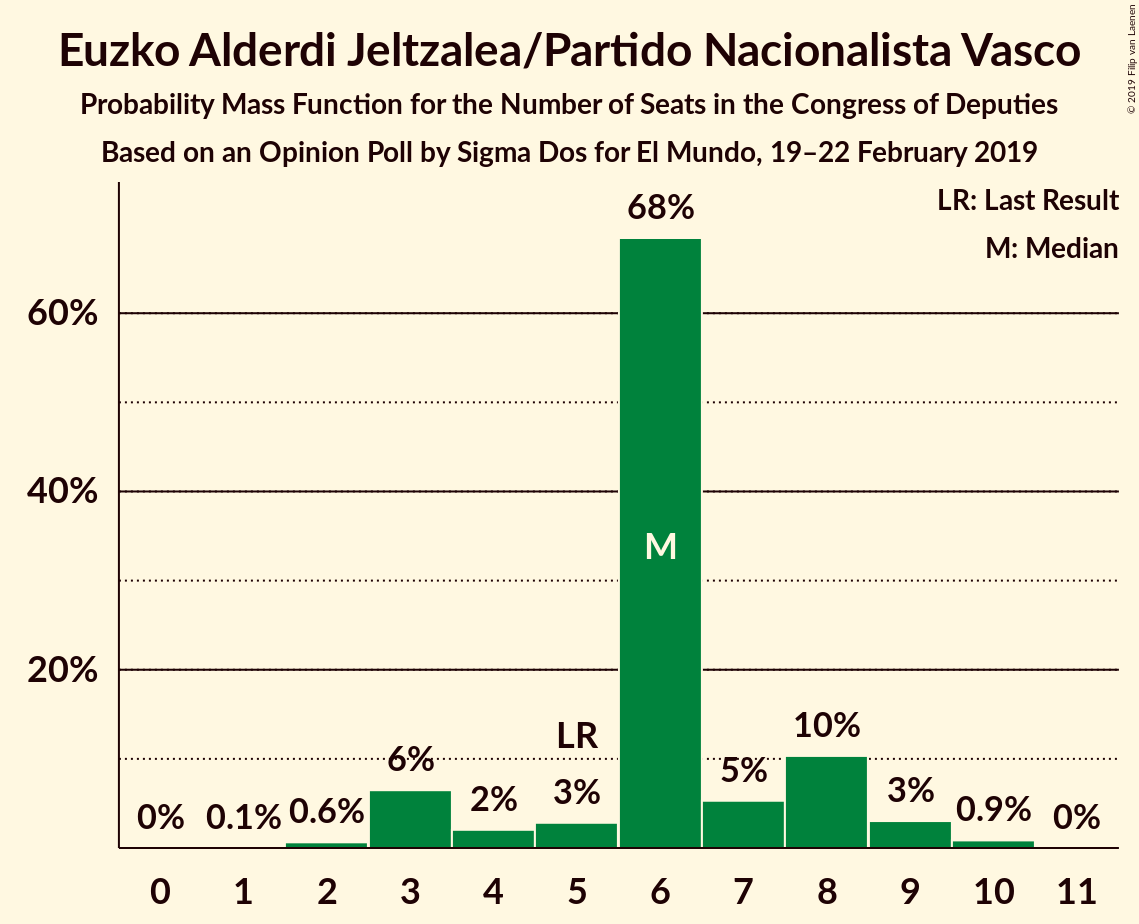 Euzko Alderdi Jeltzalea/Partido Nacionalista Vasco
Probability Mass Function for the Number of Seats in the Congress of Deputies
Based on an Opinion Poll by Sigma Dos for El Mundo, 19–22 February 2019
© 2019 Filip van Laenen
LR: Last Result
M: Median
60%
40%
20%
0%
0.1%
0.6%
6%
2%
LR
3%
68%
M
5%
10%
3%
0.9%
0%
0 1 2 3 4 5 6 7 8 9 10 11